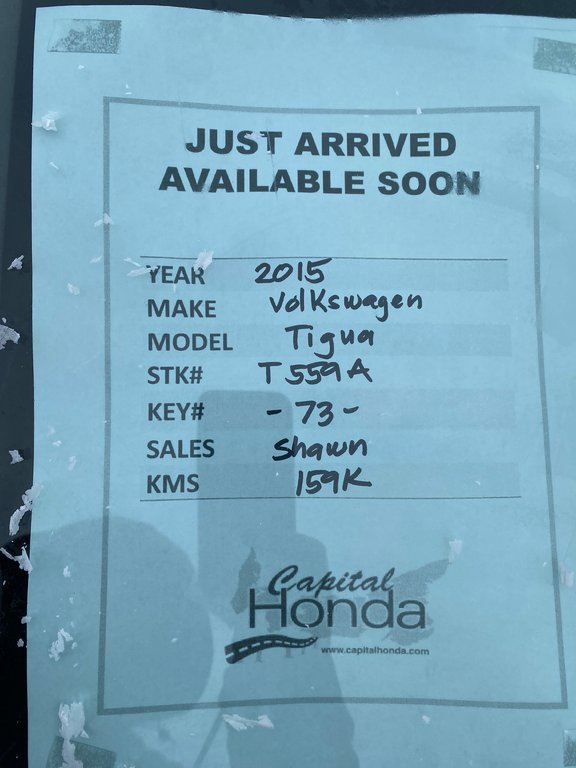 JUST ARRIVED
AVAILABLE SOON
YEAR 2015
MAKE Volkswagen
MODEL Tigua
STK# T559A
KEY# -73-
SALES Shawn
KMS 159K
Capital
Honda
www.capitalhonda.com